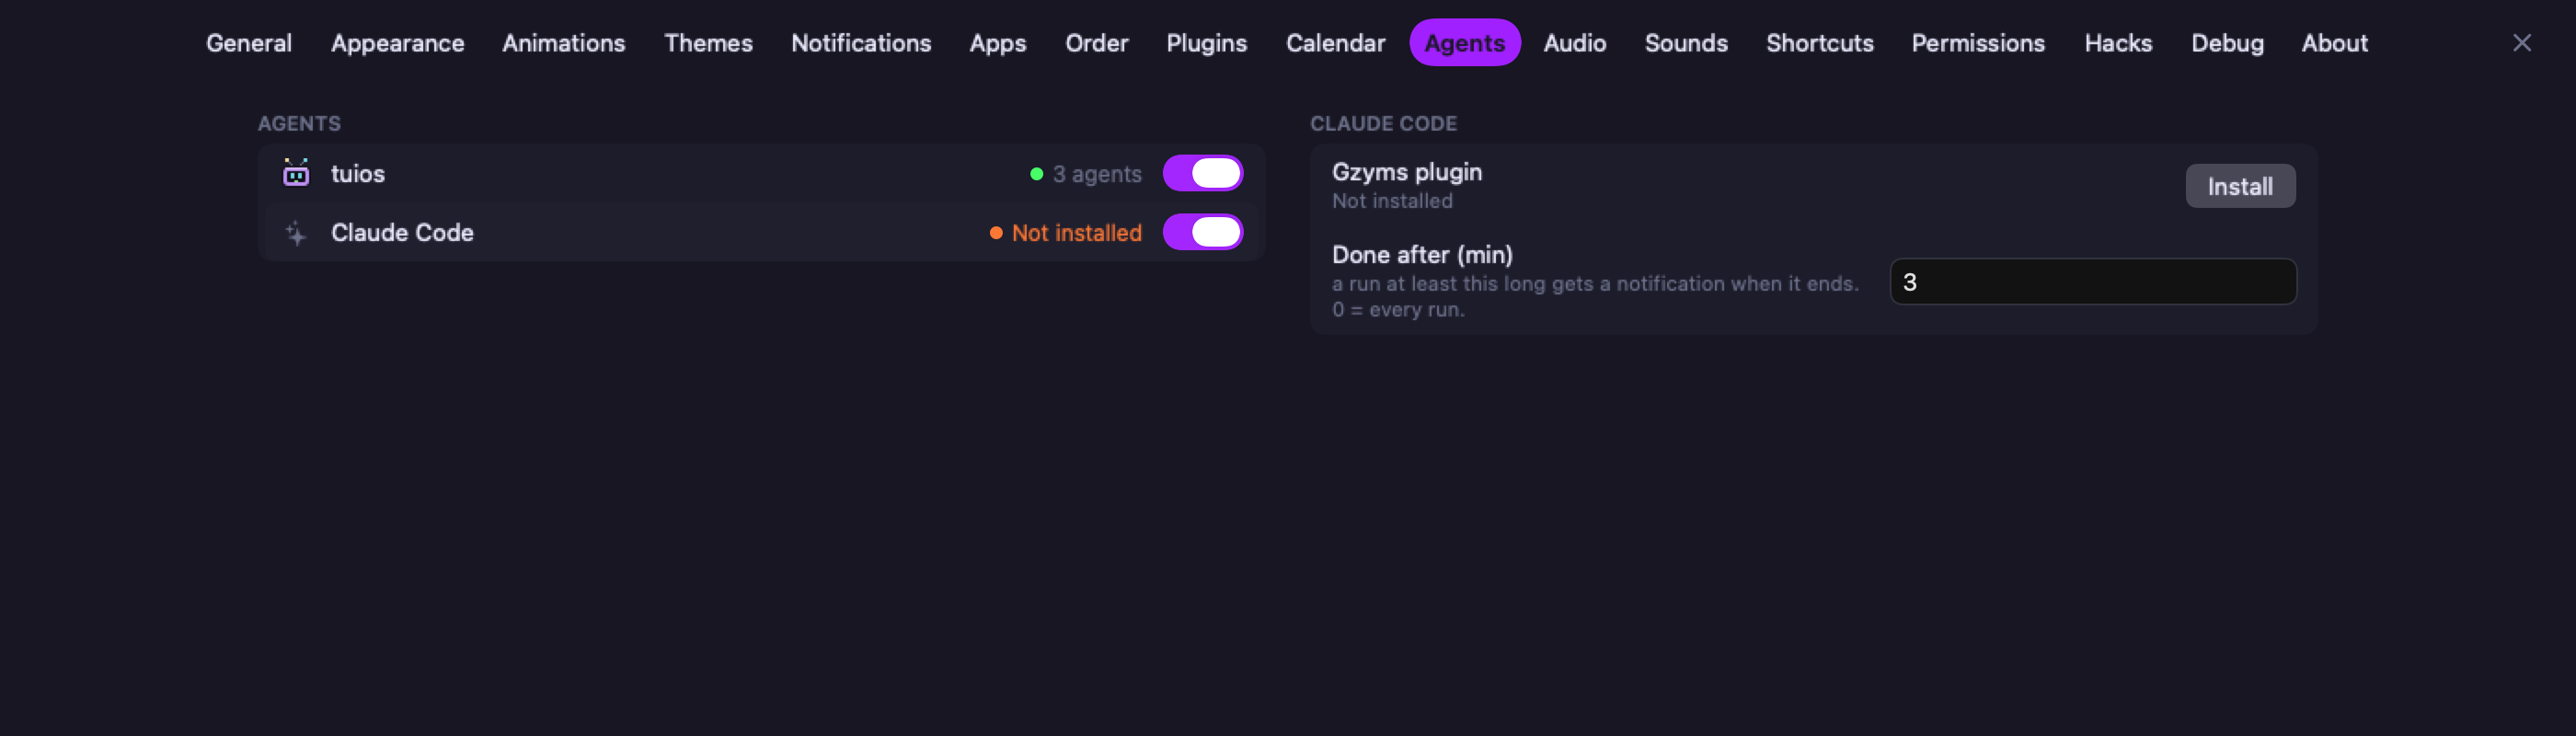 General Appearance Animations Themes Notifications Apps Order Plugins Calendar Agents Audio Sounds Shortcuts Permissions Hacks Debug About
AGENTS
tuios 3 agents
Claude Code Not installed
CLAUDE CODE
Gzyms plugin
Not installed
Install
Done after (min)
a run at least this long gets a notification when it ends.
0 = every run.
3